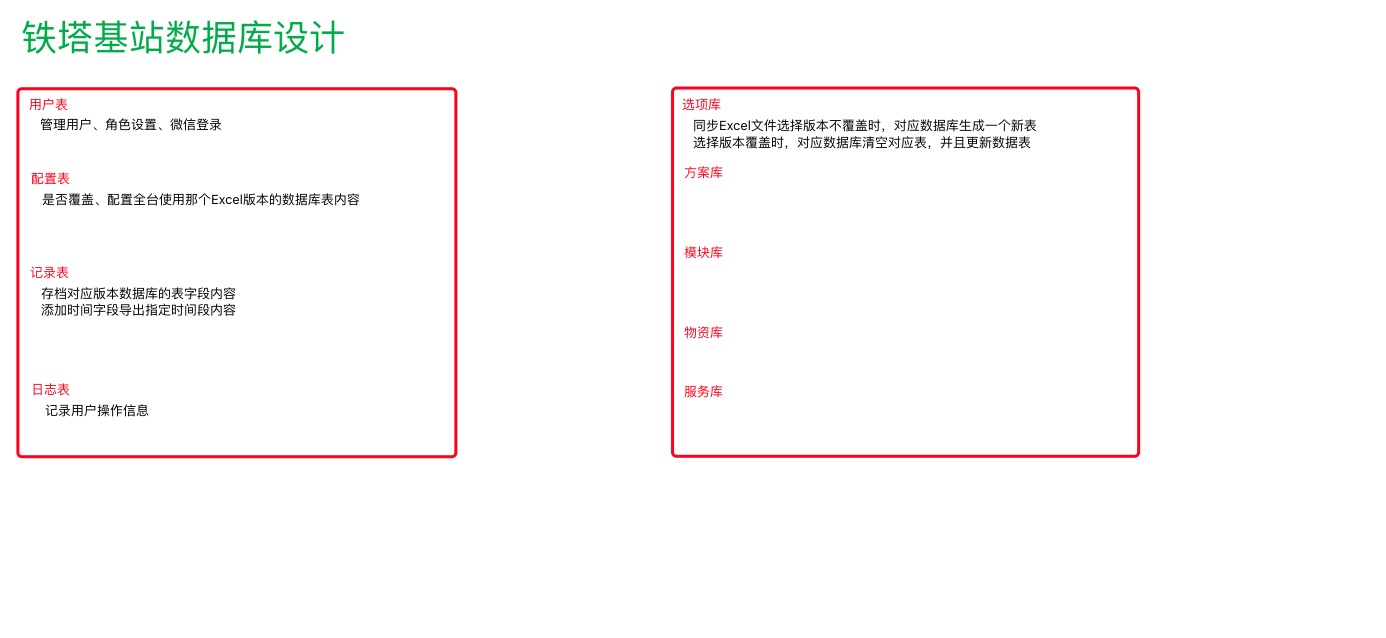 铁塔基站数据库设计
用户表
管理用户、角色设置、微信登录
配置表
是否覆盖、配置全台使用那个Excel版本的数据库表内容
记录表
存档对应版本数据库的表字段内容
添加时间字段导出指定时间段内容
日志表
记录用户操作信息
选项库
同步Excel文件选择版本不覆盖时，对应数据库生成一个新表
选择版本覆盖时，对应数据库清空对应表，并且更新数据表
方案库
模块库
物资库
服务库